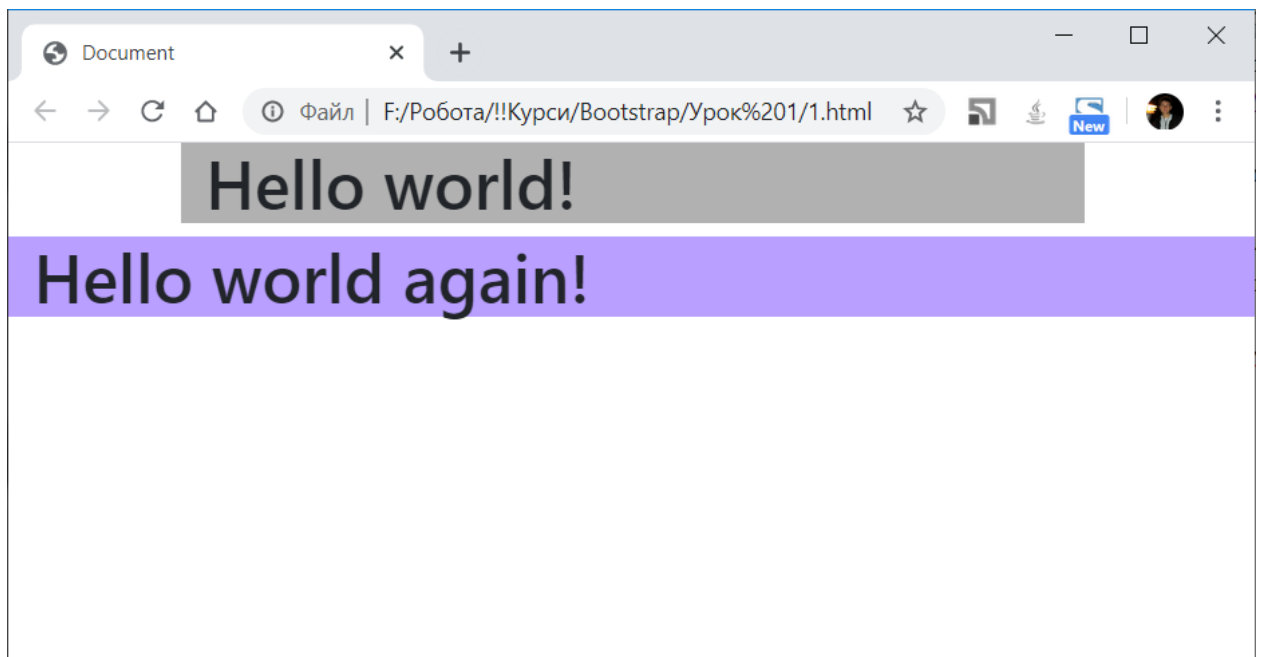 Document
Файл | F:/Робота/!!Курси/Bootstrap/Урок%201/1.html
New
Hello world!
Hello world again!